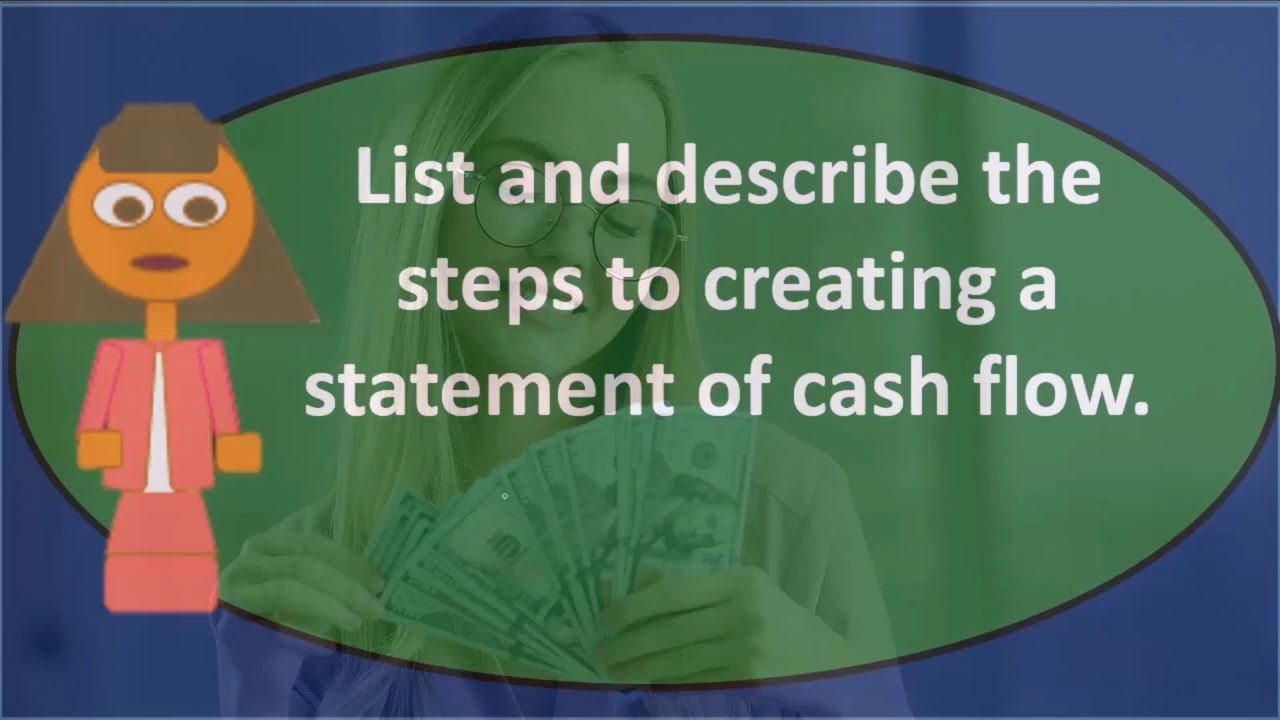 List and describe the
steps to creating a
statement of cash flow.